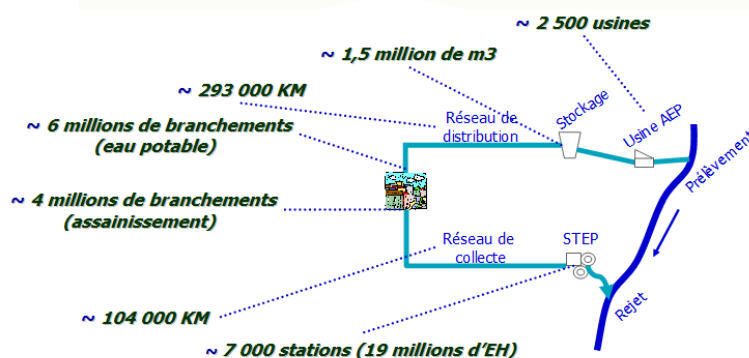 ~ 2 500 usines
~ 1,5 million de m3
~ 293 000 KM
~ 6 millions de branchements
(eau potable)
Réseau de
distribution
Stockage
Usine AEP
Prélèvement
~ 4 millions de branchements
(assainissement)
Réseau de
collecte
STEP
Rejet
~ 104 000 KM
~ 7 000 stations (19 millions d’EH)